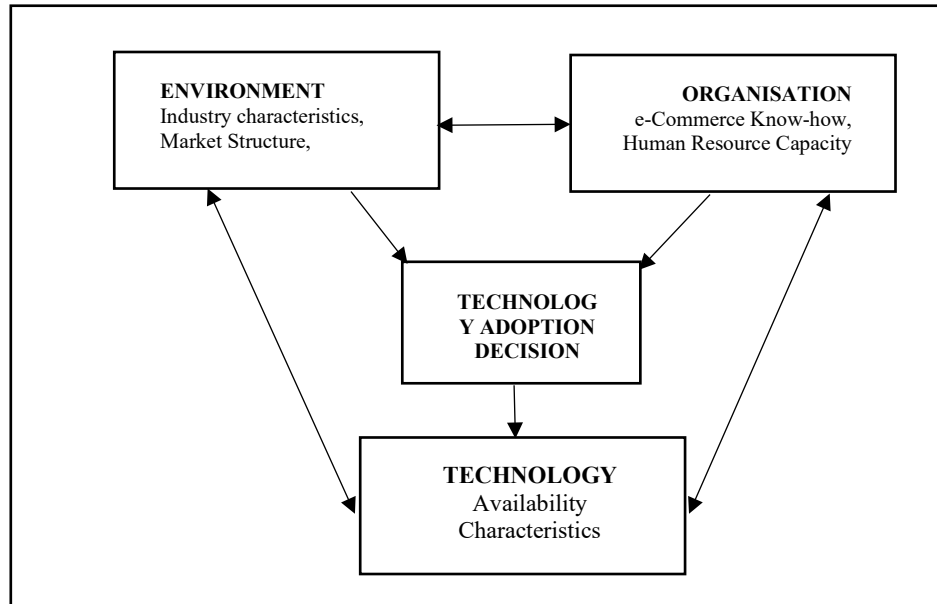 ENVIRONMENT
Industry characteristics,
Market Structure,
ORGANISATION
e-Commerce Know-how,
Human Resource Capacity
TECHNOLOG
Y ADOPTION
DECISION
TECHNOLOGY
Availability
Characteristics